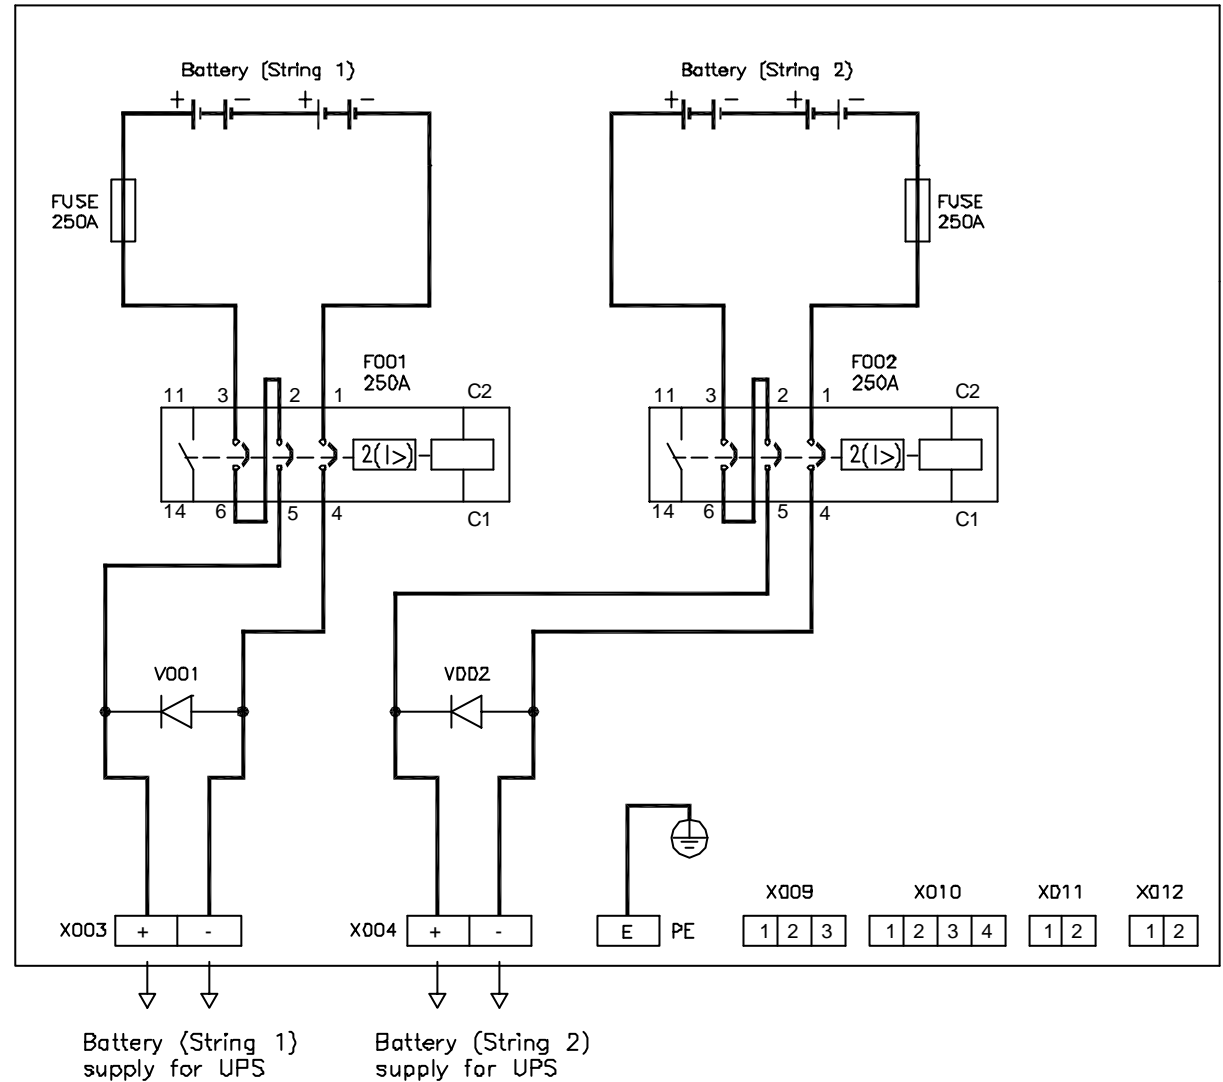 Battery (String 1)
Battery (String 2)
+ - + -
+ - + -
FUSE
250A
FUSE
250A
F001
250A
F002
250A
11 3 2 1 C2
11 3 2 1 C2
2(I>)
2(I>)
14 6 5 4 C1
14 6 5 4 C1
V001
VDD2
X009 X010 XD11 X012
X003 + -
X004 + -
E PE
1 2 3
1 2 3 4
1 2
1 2
Battery (String 1)
supply for UPS
Battery (String 2)
supply for UPS